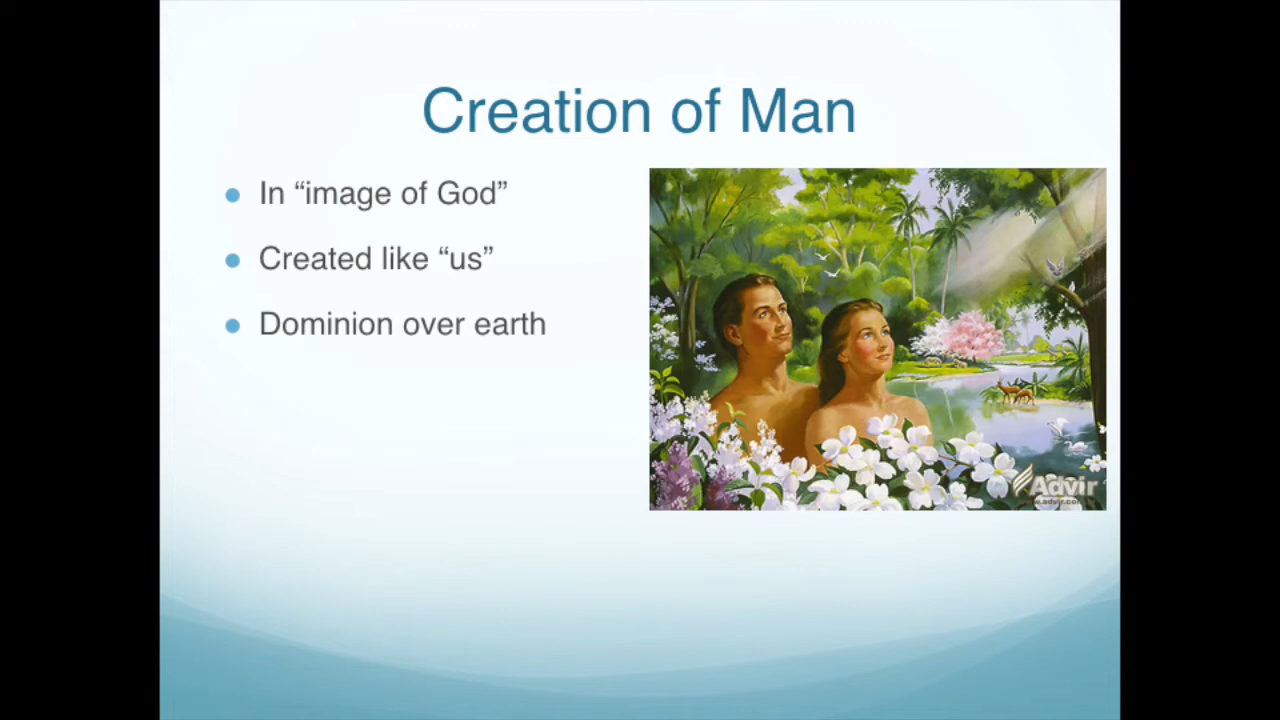 Creation of Man
In “image of God”
Created like “us”
Dominion over earth
Advir